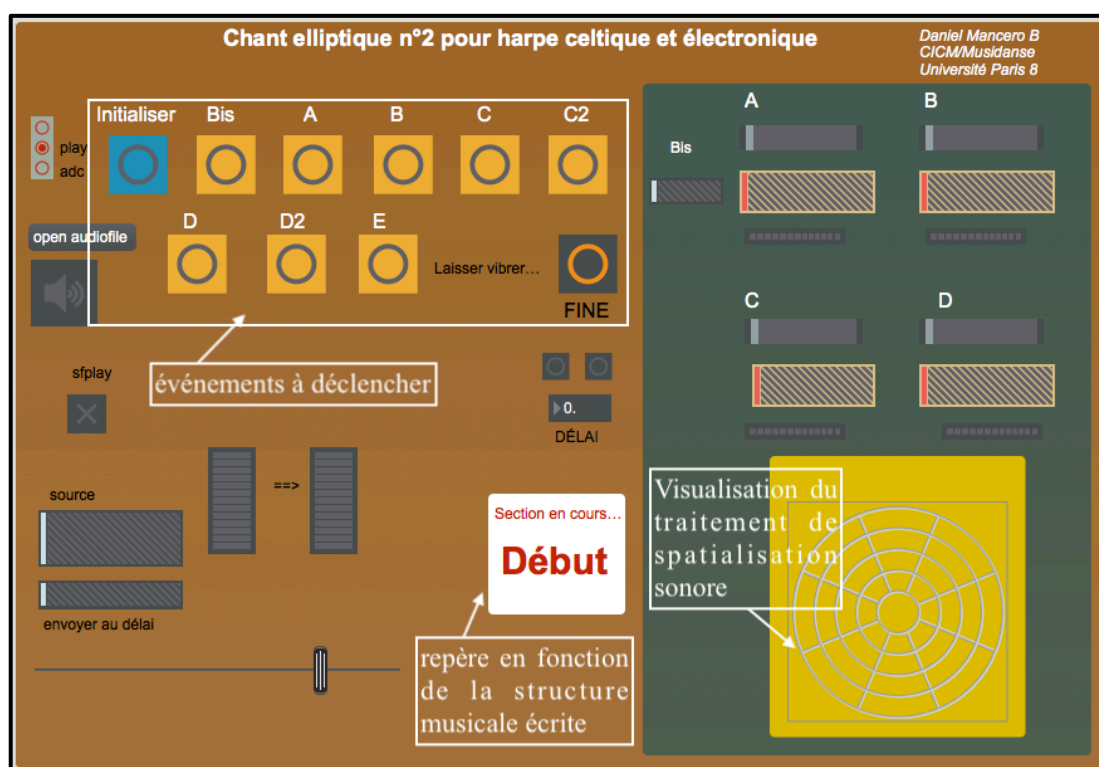 Chant elliptique n°2 pour harpe celtique et électronique
Daniel Mancero B
CICM/Musidanse
Université Paris 8
Initialiser
Bis
A
B
C
C2
play
adc
D
D2
E
open audiofile
Laisser vibrer...
FINE
événements à déclencher
sfplay
0.
DÉLAI
source
==>
envoyer au délai
Section en cours...
Début
repère en fonction
de la structure
musicale écrite
A
B
Bis
C
D
Visualisation du
traitement de
spatialisation
sonore